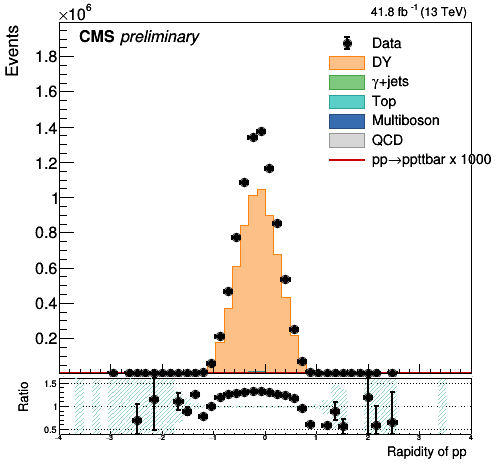 ×10⁶
41.8 fb⁻¹ (13 TeV)
Events
CMS preliminary
1.8
1.6
1.4
1.2
1
0.8
0.6
0.4
0.2
Data
DY
γ+jets
Top
Multiboson
QCD
pp→ppttbar x 1000
Ratio
1.5
1
0.5
-4 -3 -2 -1 0 1 2 3 4
Rapidity of pp